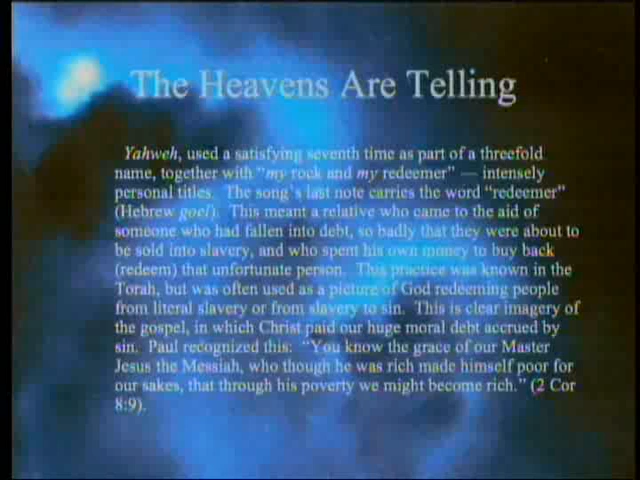 The Heavens Are Telling
Yahweh, used a satisfying seventh time as part of a threefold
name, together with “my rock and my redeemer” — intensely
personal titles. The song’s last note carries the word “redeemer”
(Hebrew goel). This meant a relative who came to the aid of
someone who had fallen into debt, so badly that they were about to
be sold into slavery, and who spent his own money to buy back
(redeem) that unfortunate person. This practice was known in the
Torah, but was often used as a picture of God redeeming people
from literal slavery or from slavery to sin. This is clear imagery of
the gospel, in which Christ paid our huge moral debt accrued by
sin. Paul recognized this: “You know the grace of our Master
Jesus the Messiah, who though he was rich made himself poor for
our sakes, that through his poverty we might become rich.” (2 Cor
8:9).